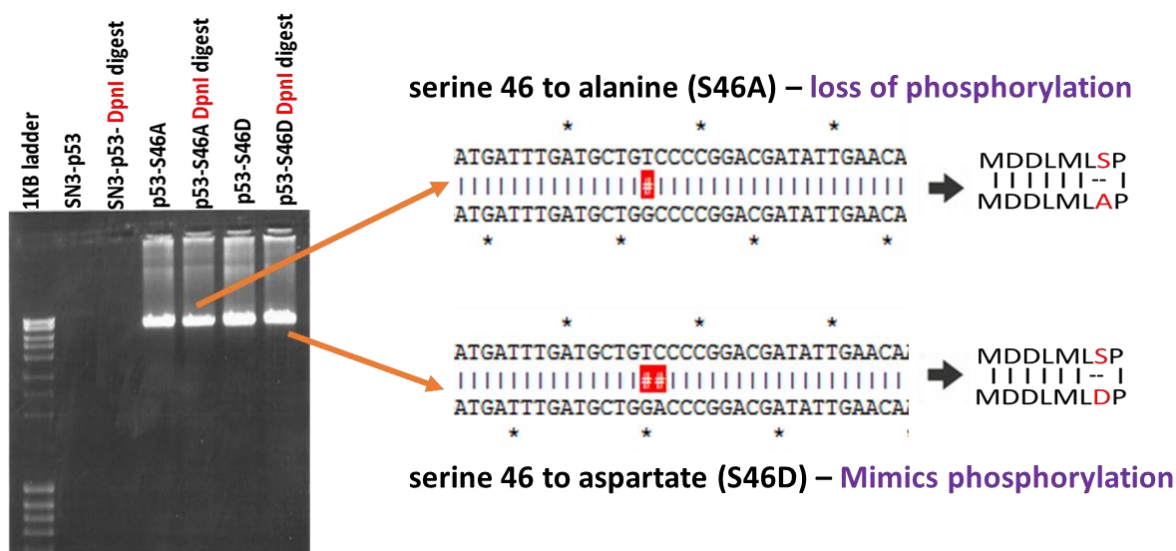 1KB ladder
SN3-p53
SN3-p53- DpnI digest
p53-S46A
p53-S46A DpnI digest
p53-S46D
p53-S46D DpnI digest
serine 46 to alanine (S46A) – loss of phosphorylation
* * *
ATGATTTGATGCTGTCCCCGGACGATATTGAACA
||||||||||||||#|||||||||||||||||||
ATGATTTGATGCTGGCCCCGGACGATATTGAACA
* * * *
MDDLMLSP
| | | | | | -- |
MDDLMLAP
* * *
ATGATTTGATGCTGTCCCCGGACGATATTGAACA
||||||||||||||##||||||||||||||||||
ATGATTTGATGCTGGACCCGGACGATATTGAACA
* * *
MDDLMLSP
| | | | | | -- |
MDDLMLDP
serine 46 to aspartate (S46D) – Mimics phosphorylation